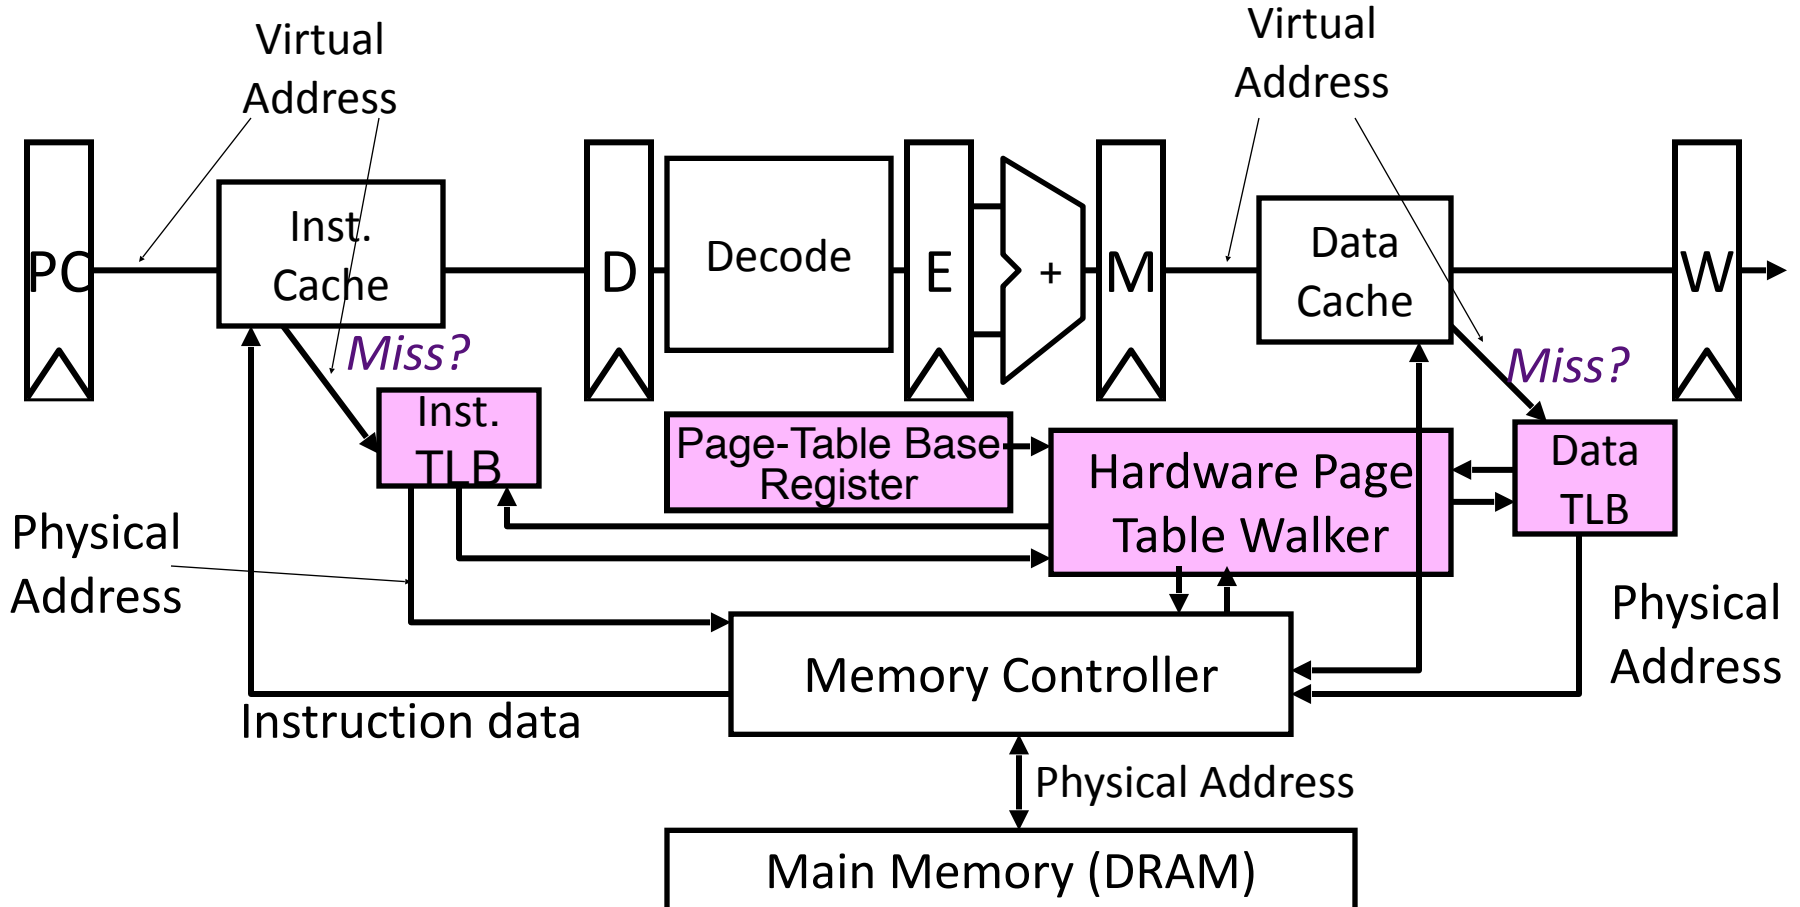 Virtual
Address
Virtual
Address
PC
Inst.
Cache
D
Decode
E
+
M
Data
Cache
W
Miss?
Miss?
Inst.
TLB
Page-Table Base
Register
Hardware Page
Table Walker
Data
TLB
Physical
Address
Physical
Address
Memory Controller
Instruction data
Physical Address
Main Memory (DRAM)